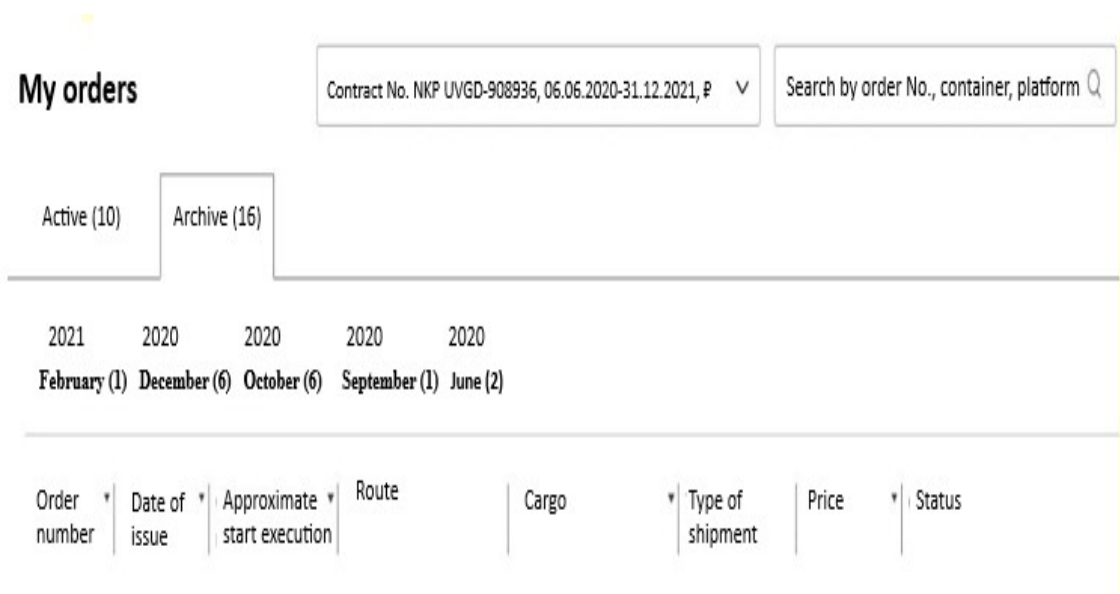 My orders
Contract No. NKP UVGD-908936, 06.06.2020-31.12.2021, ₽
Search by order No., container, platform
Active (10)
Archive (16)
2021 2020 2020 2020 2020
February (1) December (6) October (6) September (1) June (2)
Order number
Date of issue
Approximate start execution
Route
Cargo
Type of shipment
Price
Status